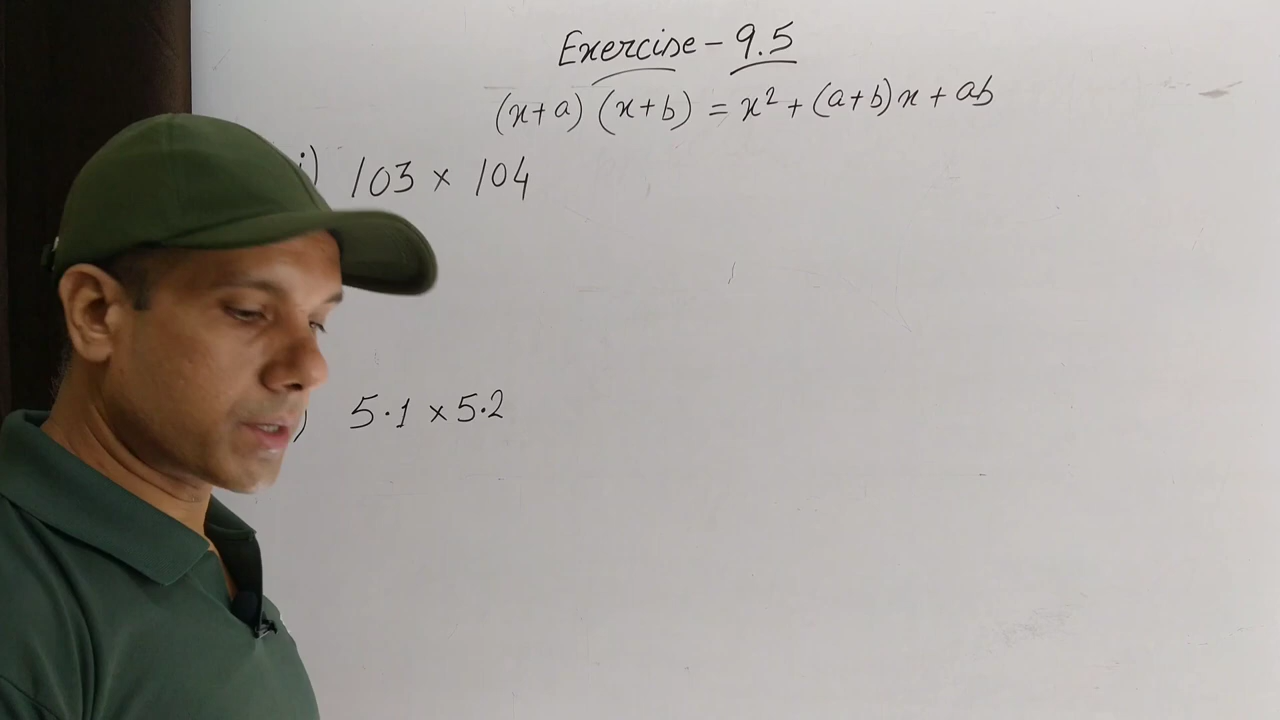 Exercise - 9.5
(x+a) (x+b) = x² + (a+b)x + ab
i) 103 × 104
) 5.1 × 5.2